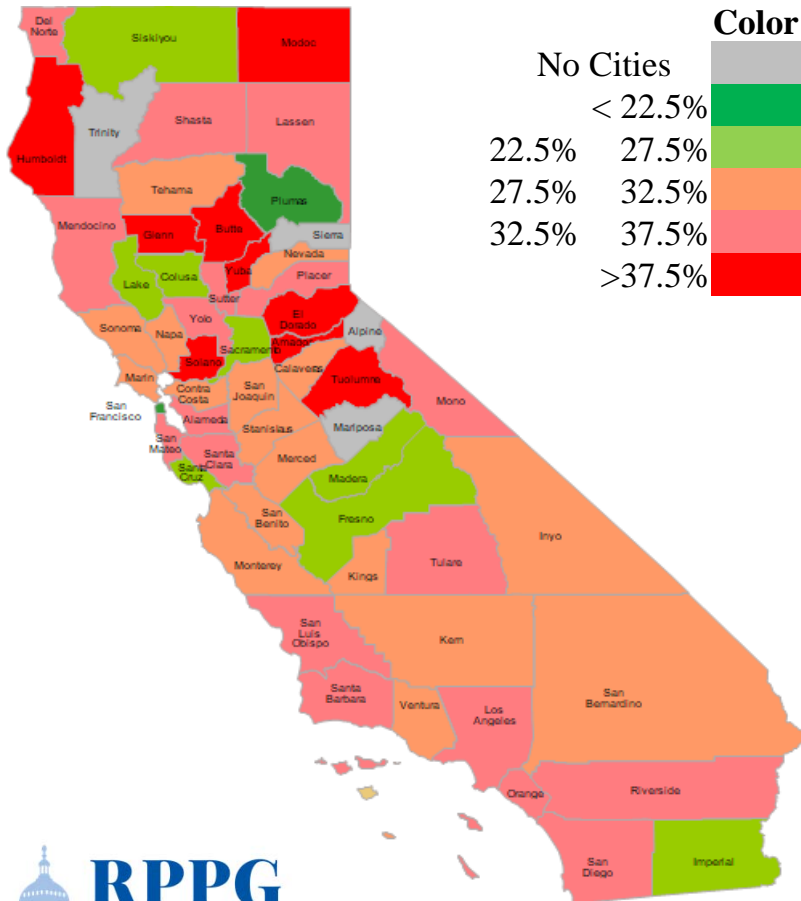 Color
No Cities
< 22.5%
22.5% 27.5%
27.5% 32.5%
32.5% 37.5%
>37.5%
Del
Norte
Siskiyou
Modoc
Humboldt
Trinity
Shasta
Lassen
Tehama
Plumas
Mendocino
Glenn
Butte
Sierra
Nevada
Lake
Colusa
Yuba
Placer
Sutter
Sonoma
Napa
Yolo
El
Dorado
Alpine
Sacramento
Amador
Solano
Calaveras
Marin
Contra
Costa
San
Joaquin
Tuolumne
Mono
San
Francisco
Alameda
Stanislaus
Mariposa
San
Mateo
Santa
Clara
Merced
Santa
Cruz
Madera
San
Benito
Fresno
Inyo
Monterey
Kings
Tulare
San
Luis
Obispo
Kern
Santa
Barbara
Ventura
Los
Angeles
San
Bernardino
Orange
Riverside
San
Diego
Imperial
RPPG